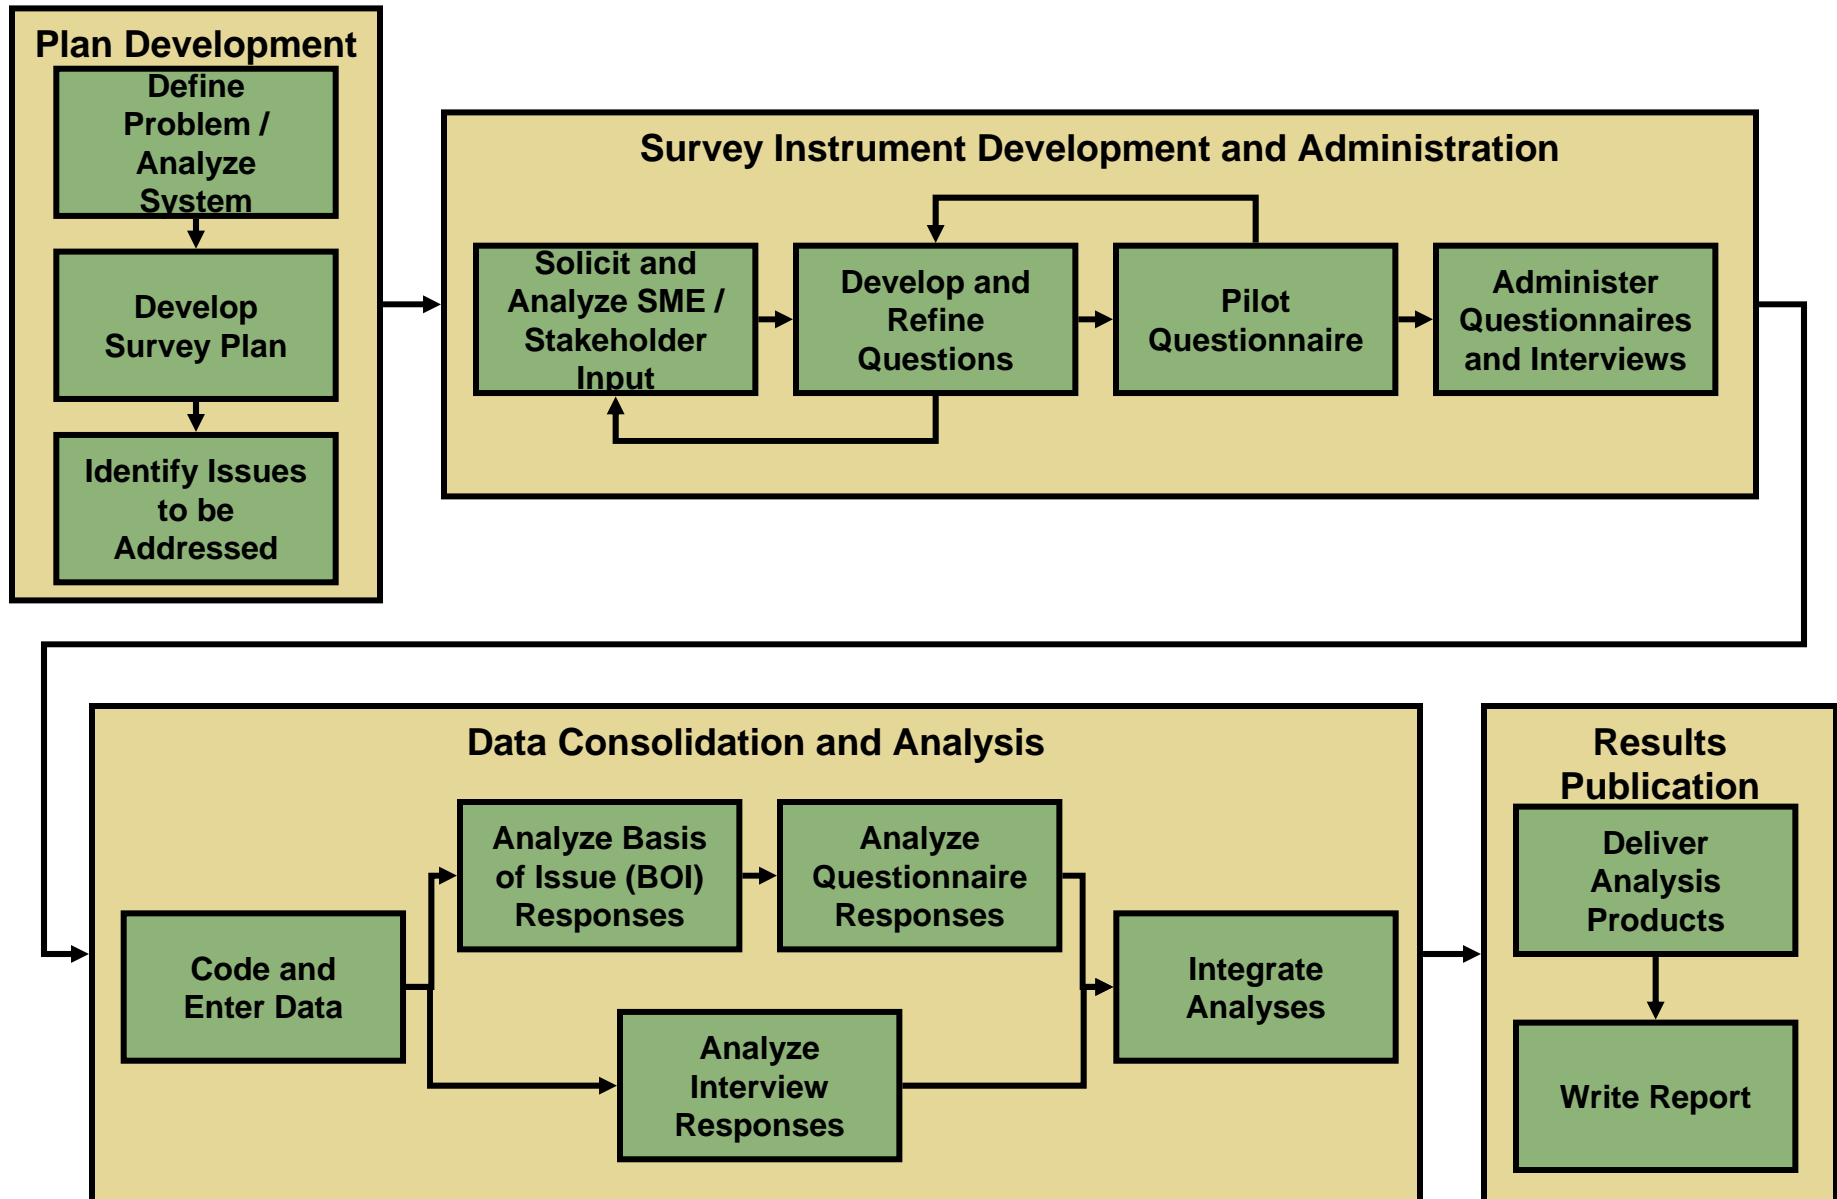 Plan Development
Define
Problem /
Analyze
System
Develop
Survey Plan
Identify Issues
to be
Addressed
Survey Instrument Development and Administration
Solicit and
Analyze SME /
Stakeholder
Input
Develop and
Refine
Questions
Pilot
Questionnaire
Administer
Questionnaires
and Interviews
Data Consolidation and Analysis
Code and
Enter Data
Analyze Basis
of Issue (BOI)
Responses
Analyze
Questionnaire
Responses
Analyze
Interview
Responses
Integrate
Analyses
Results
Publication
Deliver
Analysis
Products
Write Report